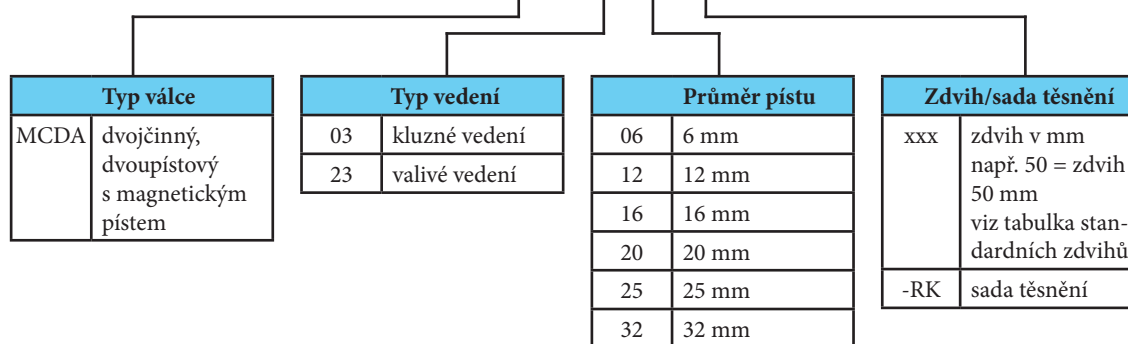 Typ válce
MCDA dvojčinný,
dvoupístový
s magnetickým
pístem
Typ vedení
03 kluzné vedení
23 valivé vedení
Průměr pístu
06 6 mm
12 12 mm
16 16 mm
20 20 mm
25 25 mm
32 32 mm
Zdvih/sada těsnění
xxx zdvih v mm
např. 50 = zdvih
50 mm
viz tabulka stan-
dardních zdvihů
-RK sada těsnění